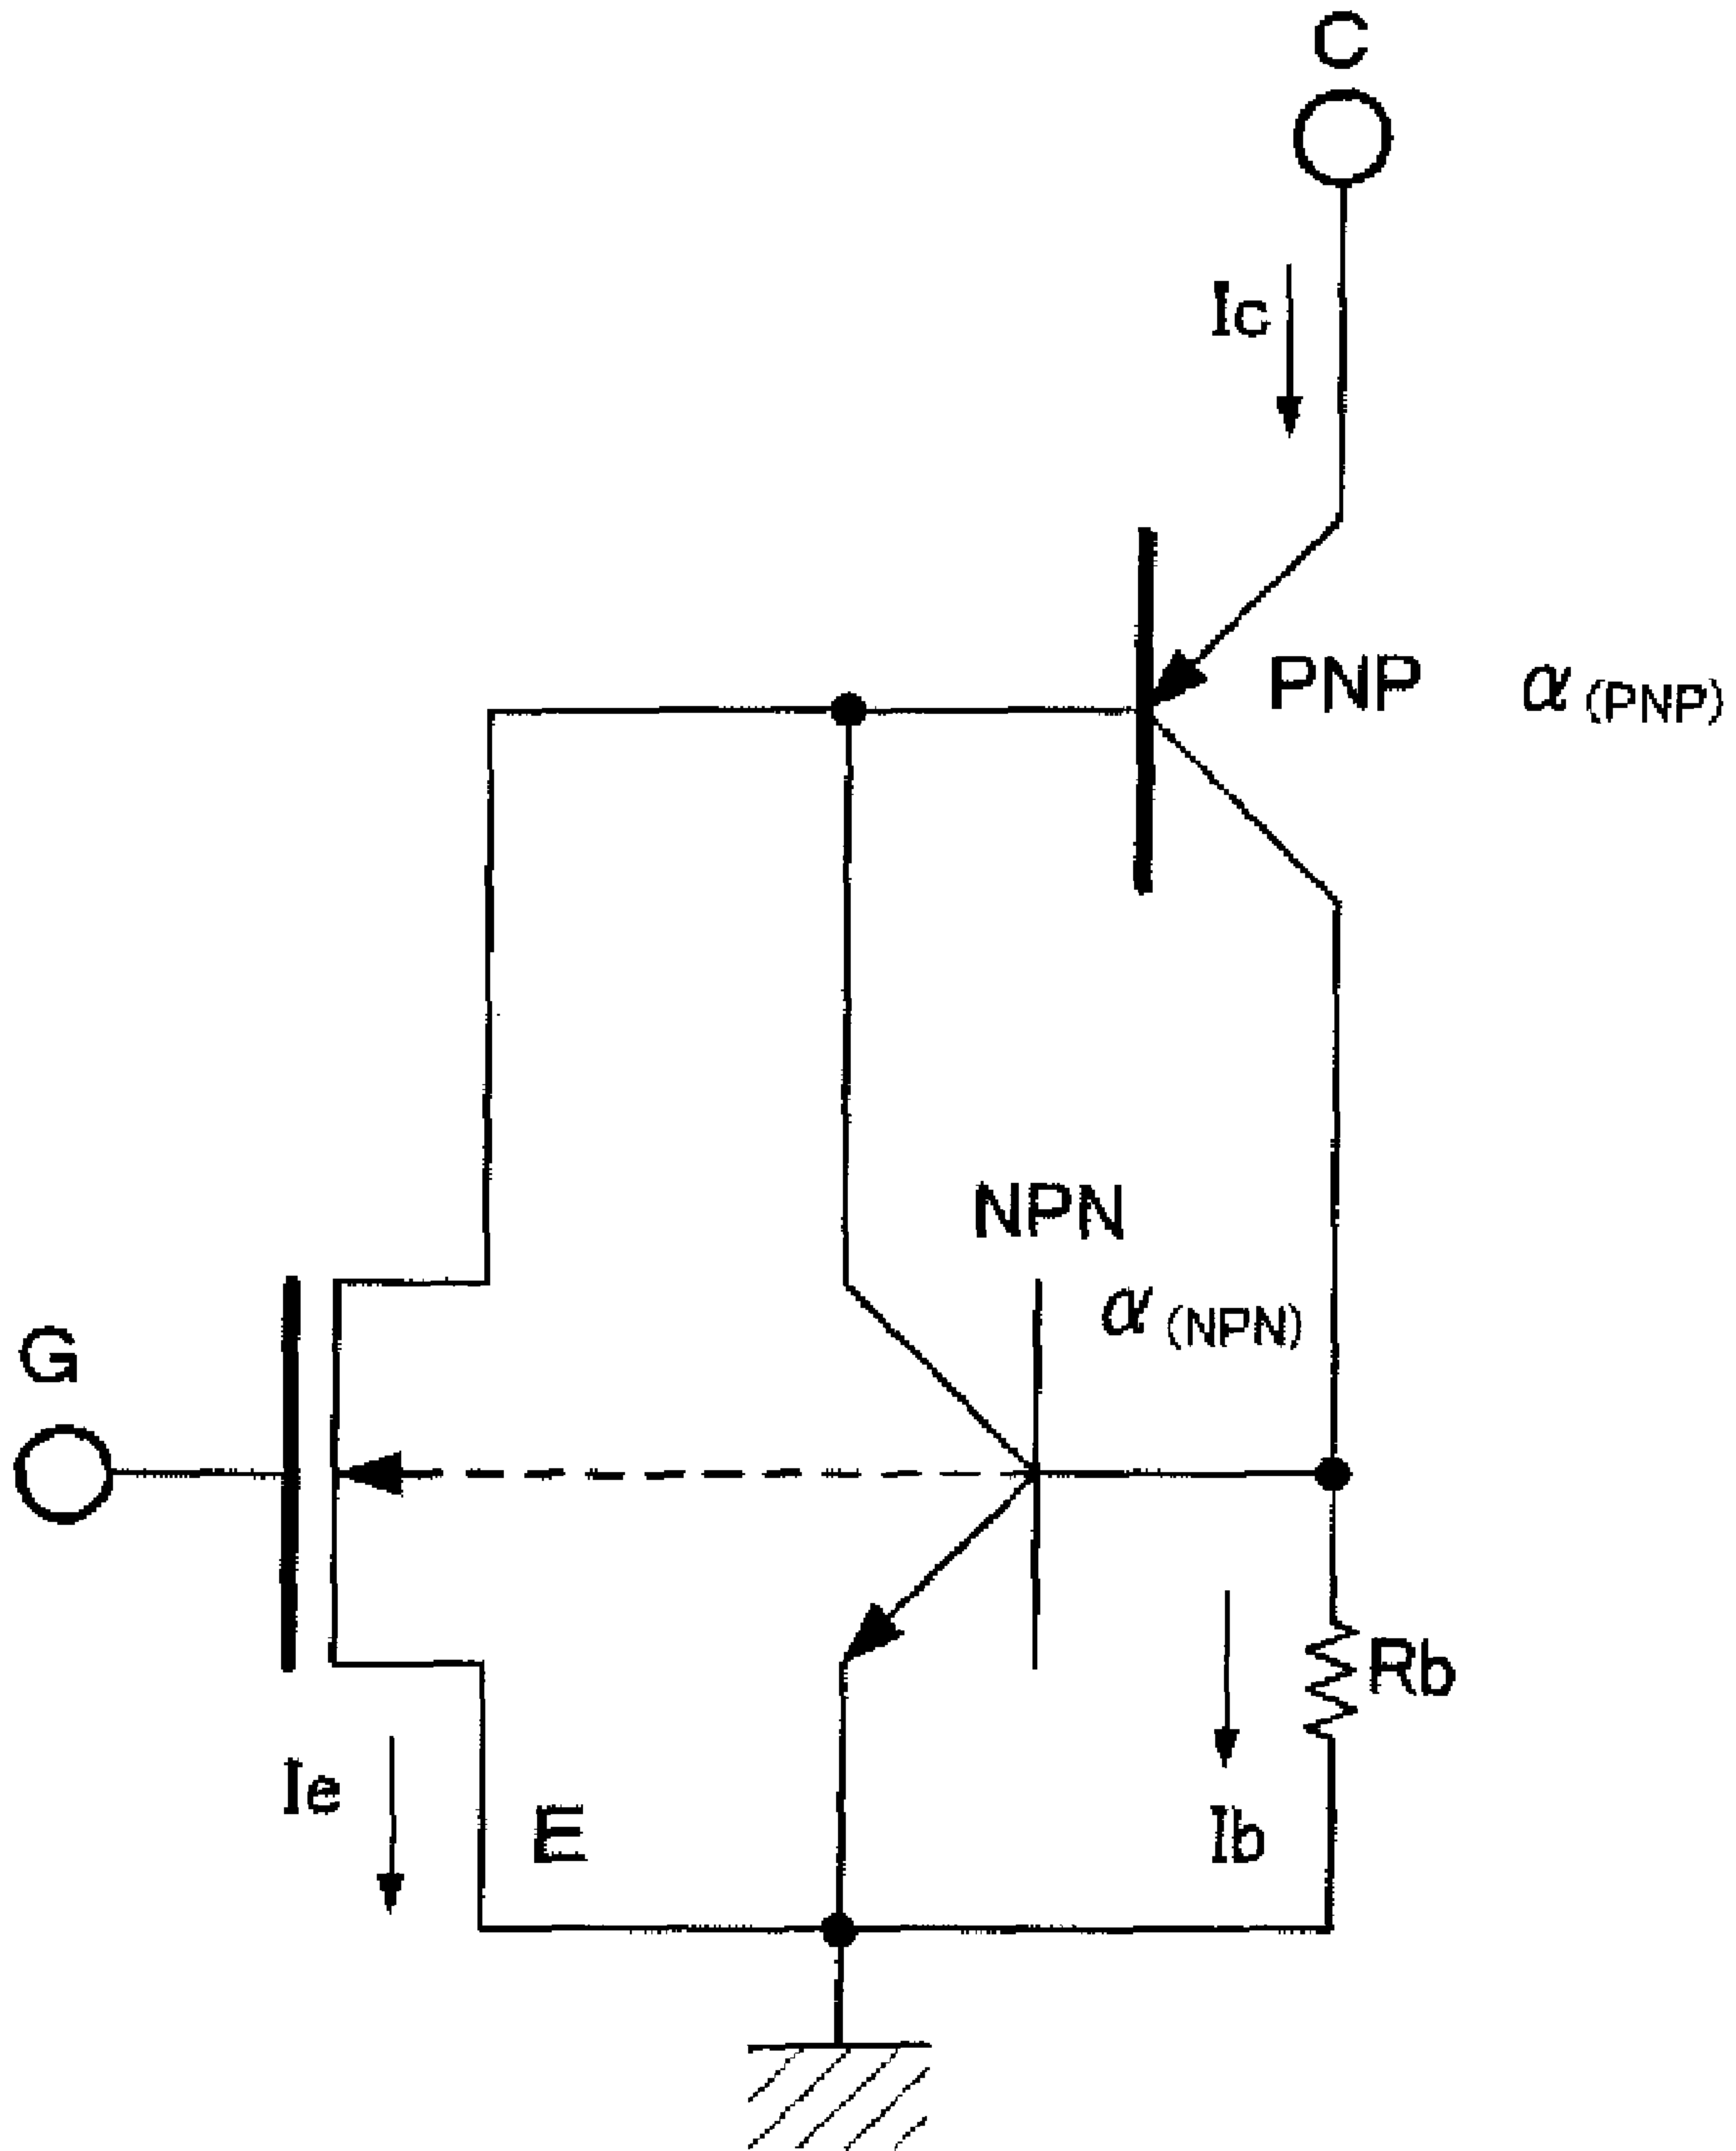 C
Ic
PNP α(PNP)
NPN
α(NPN)
G
Rb
Ie
E
Ib